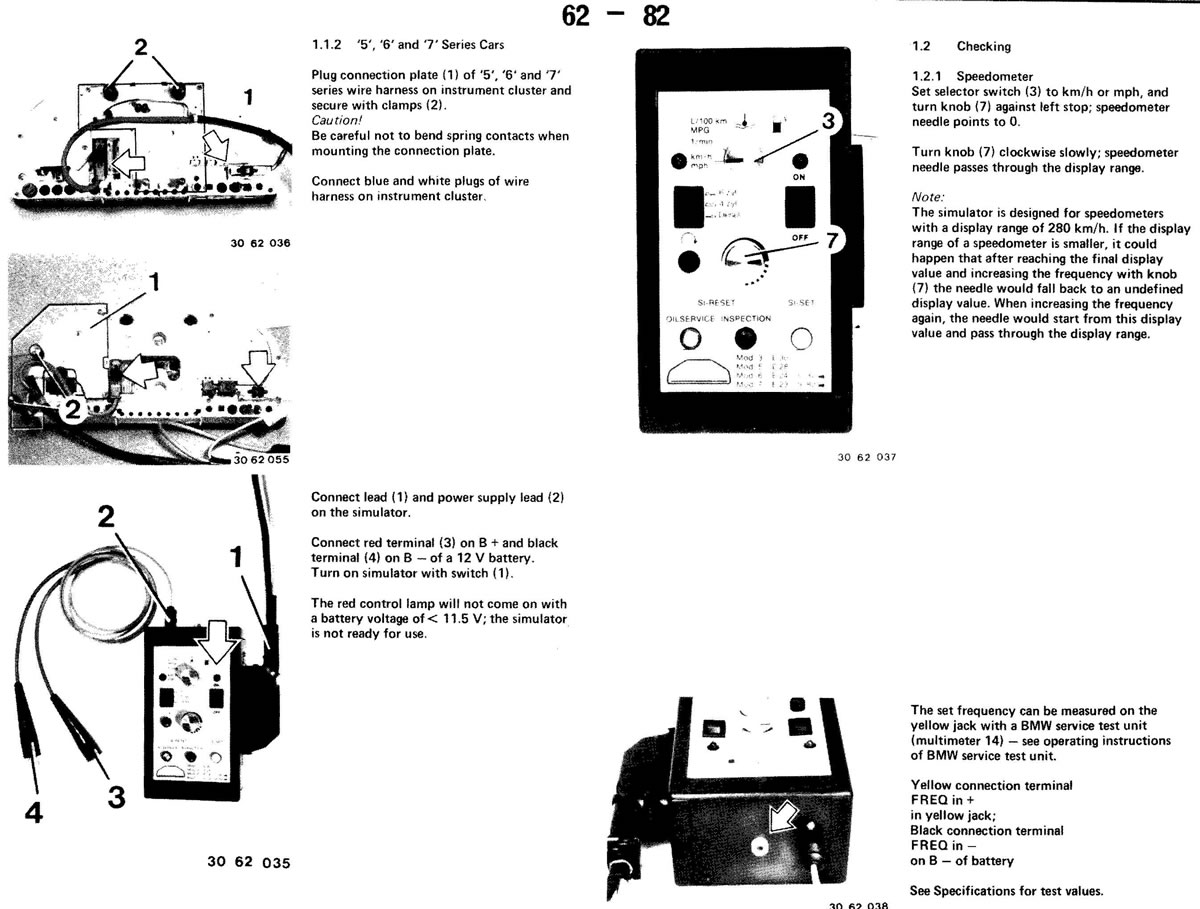 62 — 82
2
1
30 62 036
1
2
30 62 055
1.1.2 '5', '6' and '7' Series Cars
Plug connection plate (1) of '5', '6' and '7'
series wire harness on instrument cluster and
secure with clamps (2).
Caution!
Be careful not to bend spring contacts when
mounting the connection plate.
Connect blue and white plugs of wire
harness on instrument cluster.
2
1
4
3
30 62 035
Connect lead (1) and power supply lead (2)
on the simulator.
Connect red terminal (3) on B + and black
terminal (4) on B — of a 12 V battery.
Turn on simulator with switch (1).
The red control lamp will not come on with
a battery voltage of < 11.5 V; the simulator
is not ready for use.
L/100 km
MPG
1/min
km/h
mph
3
ON
OFF
7
SI-RESET SI-SET
OILSERVICE INSPECTION
Mod 3 E 30
Mod 5 E 28
Mod 6 E 24
Mod 7 E 23
30 62 037
1.2 Checking
1.2.1 Speedometer
Set selector switch (3) to km/h or mph, and
turn knob (7) against left stop; speedometer
needle points to 0.
Turn knob (7) clockwise slowly; speedometer
needle passes through the display range.
Note:
The simulator is designed for speedometers
with a display range of 280 km/h. If the display
range of a speedometer is smaller, it could
happen that after reaching the final display
value and increasing the frequency with knob
(7) the needle would fall back to an undefined
display value. When increasing the frequency
again, the needle would start from this display
value and pass through the display range.
30 62 038
The set frequency can be measured on the
yellow jack with a BMW service test unit
(multimeter 14) — see operating instructions
of BMW service test unit.
Yellow connection terminal
FREQ in +
in yellow jack;
Black connection terminal
FREQ in —
on B — of battery
See Specifications for test values.